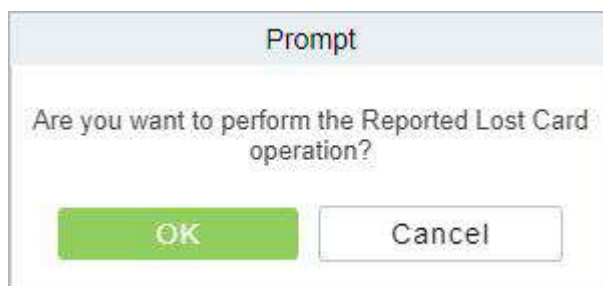 Prompt
Are you want to perform the Reported Lost Card
operation?
OK
Cancel